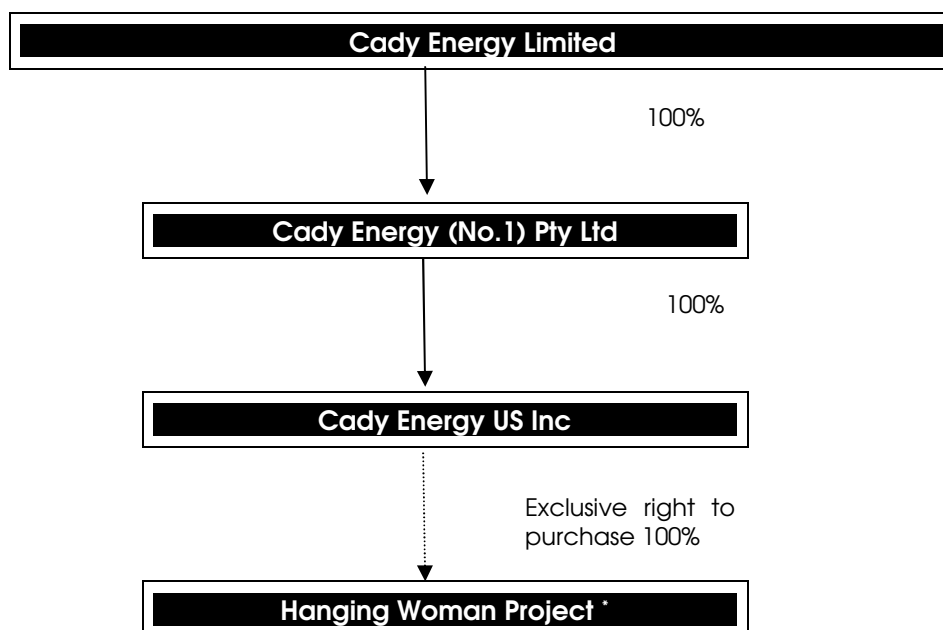 Cady Energy Limited
100%
Cady Energy (No.1) Pty Ltd
100%
Cady Energy US Inc
Exclusive right to
purchase 100%
Hanging Woman Project *